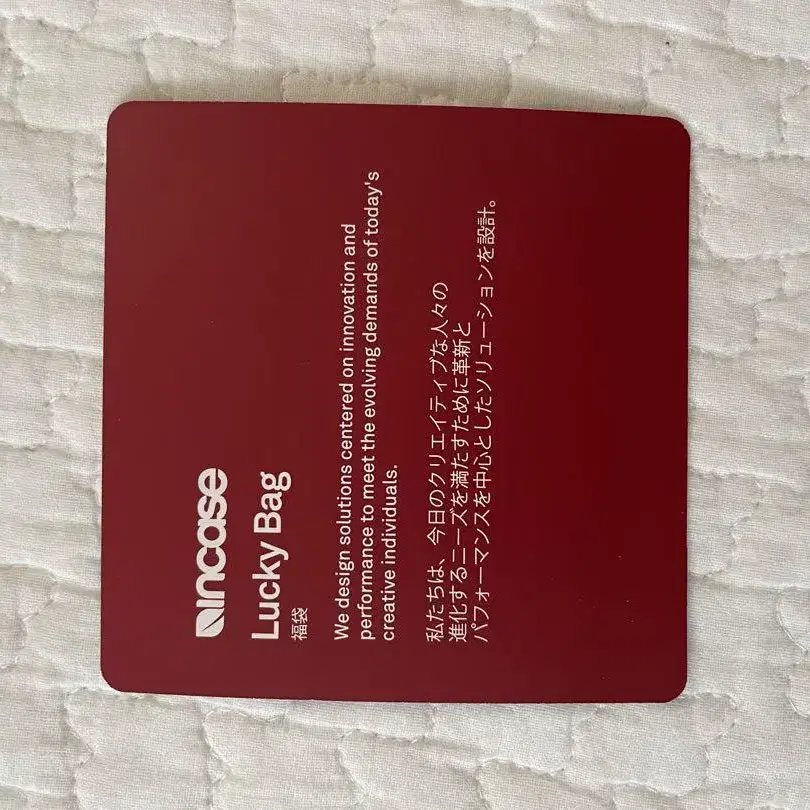 incase
Lucky Bag
福袋
We design solutions centered on innovation and
performance to meet the evolving demands of today's
creative individuals.
私たちは、今日のクリエイティブな人々の
進化するニーズを満たすために革新と
パフォーマンスを中心としたソリューションを設計。